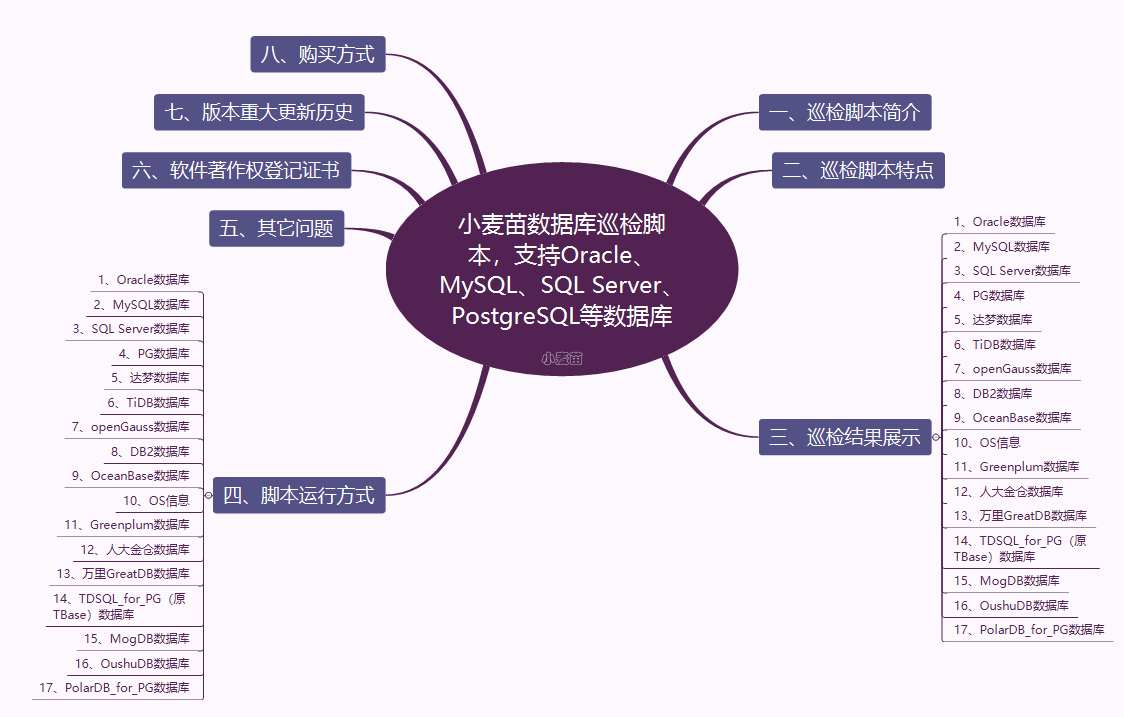 小麦苗数据库巡检脚
本，支持Oracle、
MySQL、SQL Server、
PostgreSQL等数据库
小麦苗
一、巡检脚本简介
二、巡检脚本特点
三、巡检结果展示
1、Oracle数据库
2、MySQL数据库
3、SQL Server数据库
4、PG数据库
5、达梦数据库
6、TiDB数据库
7、openGauss数据库
8、DB2数据库
9、OceanBase数据库
10、OS信息
11、Greenplum数据库
12、人大金仓数据库
13、万里GreatDB数据库
14、TDSQL_for_PG（原
TBase）数据库
15、MogDB数据库
16、OushuDB数据库
17、PolarDB_for_PG数据库
四、脚本运行方式
1、Oracle数据库
2、MySQL数据库
3、SQL Server数据库
4、PG数据库
5、达梦数据库
6、TiDB数据库
7、openGauss数据库
8、DB2数据库
9、OceanBase数据库
10、OS信息
11、Greenplum数据库
12、人大金仓数据库
13、万里GreatDB数据库
14、TDSQL_for_PG（原
TBase）数据库
15、MogDB数据库
16、OushuDB数据库
17、PolarDB_for_PG数据库
五、其它问题
六、软件著作权登记证书
七、版本重大更新历史
八、购买方式